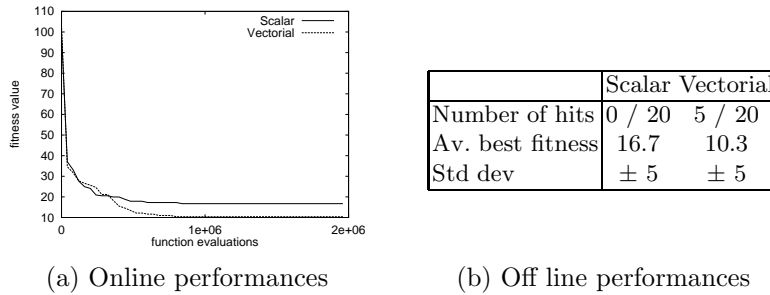 110
100
90
80
70
60
50
40
30
20
10
fitness value
Scalar
Vectorial
0 1e+06 2e+06
function evaluations
(a) Online performances
Scalar Vectorial
Number of hits 0 / 20 5 / 20
Av. best fitness 16.7 10.3
Std dev ± 5 ± 5
(b) Off line performances